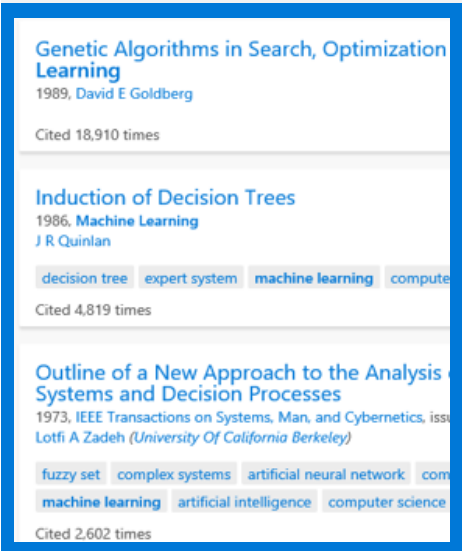 Genetic Algorithms in Search, Optimization
Learning
1989, David E Goldberg
Cited 18,910 times
Induction of Decision Trees
1986, Machine Learning
J R Quinlan
decision tree expert system machine learning compute
Cited 4,819 times
Outline of a New Approach to the Analysis
Systems and Decision Processes
1973, IEEE Transactions on Systems, Man, and Cybernetics, issu
Lotfi A Zadeh (University Of California Berkeley)
fuzzy set complex systems artificial neural network com
machine learning artificial intelligence computer science
Cited 2,602 times